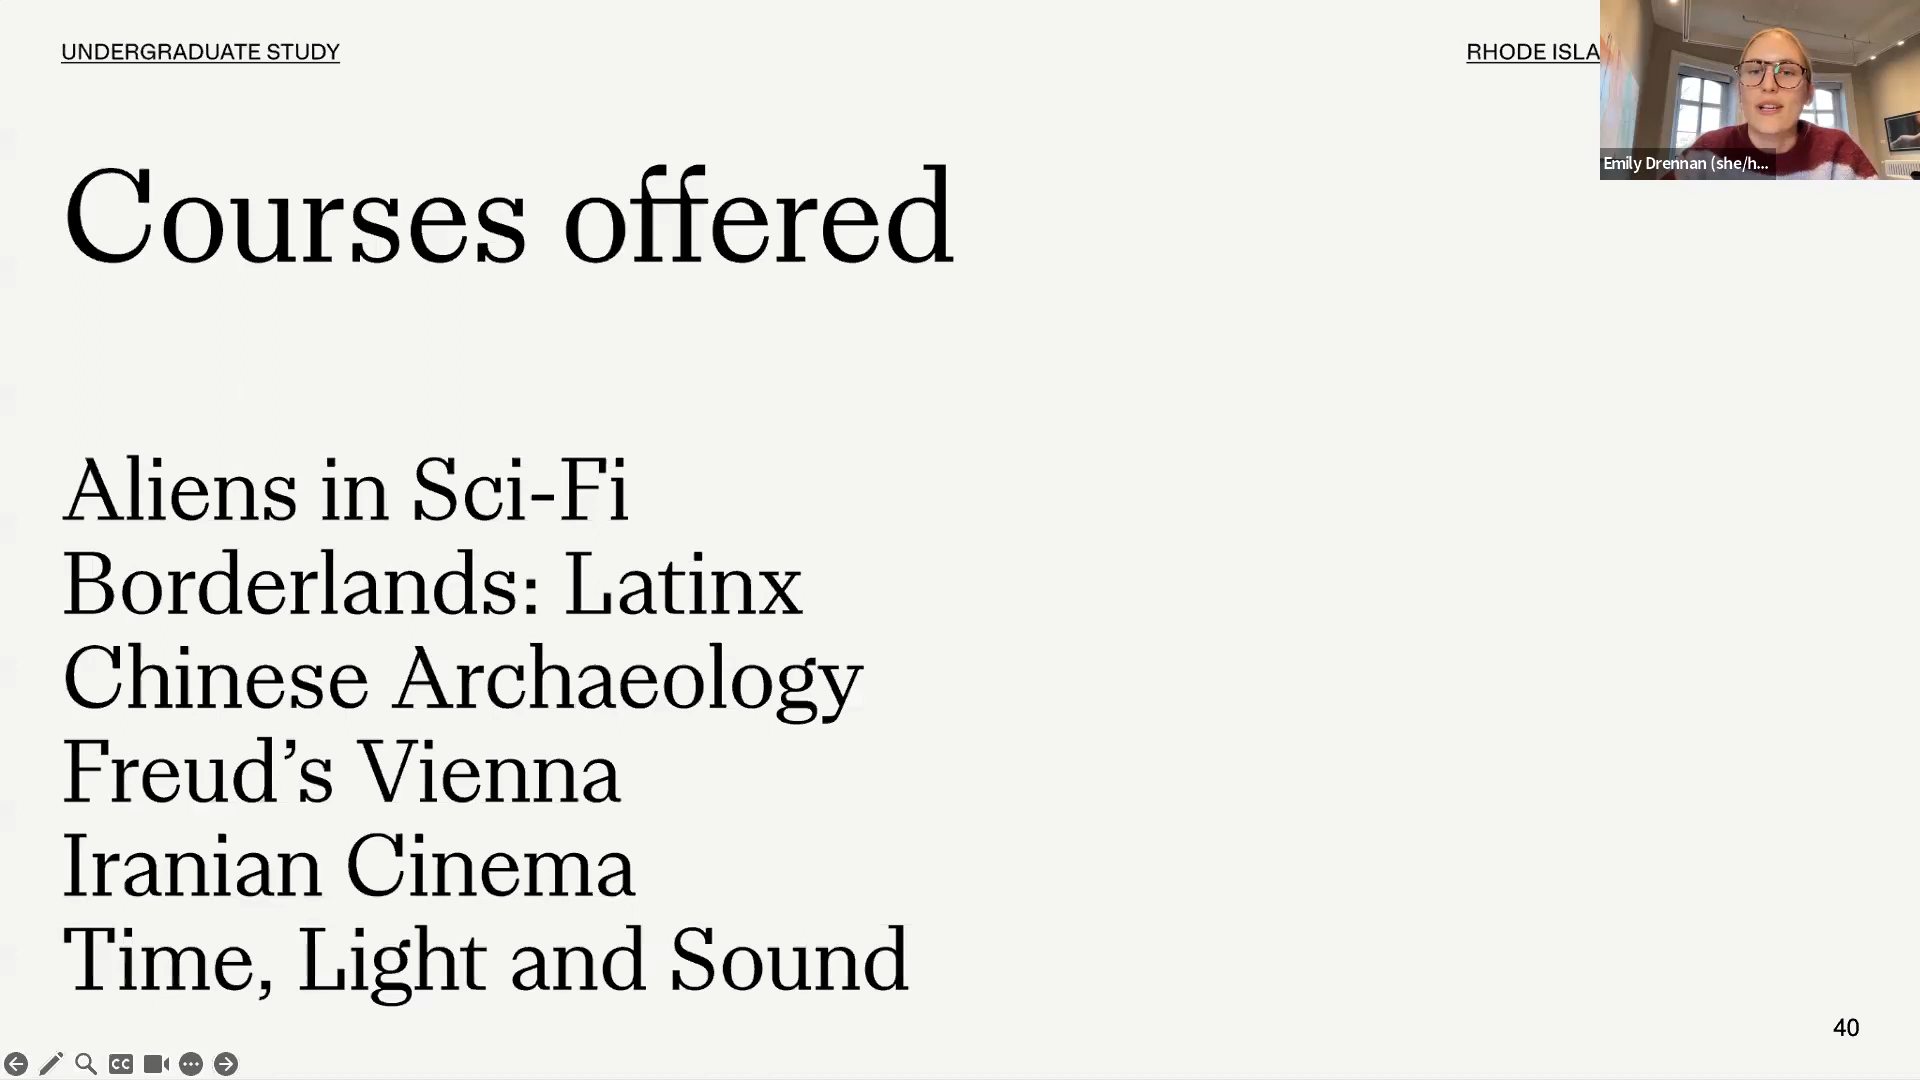 UNDERGRADUATE STUDY
RHODE ISLA
Emily Drennan (she/h...
Courses offered
Aliens in Sci-Fi
Borderlands: Latinx
Chinese Archaeology
Freud’s Vienna
Iranian Cinema
Time, Light and Sound
40
CC